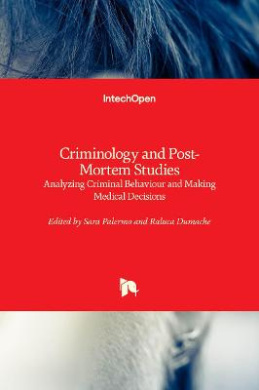 IntechOpen
Criminology and Post-
Mortem Studies
Analyzing Criminal Behaviour and Making
Medical Decisions
Edited by Sara Palermo and Raluca Dumache